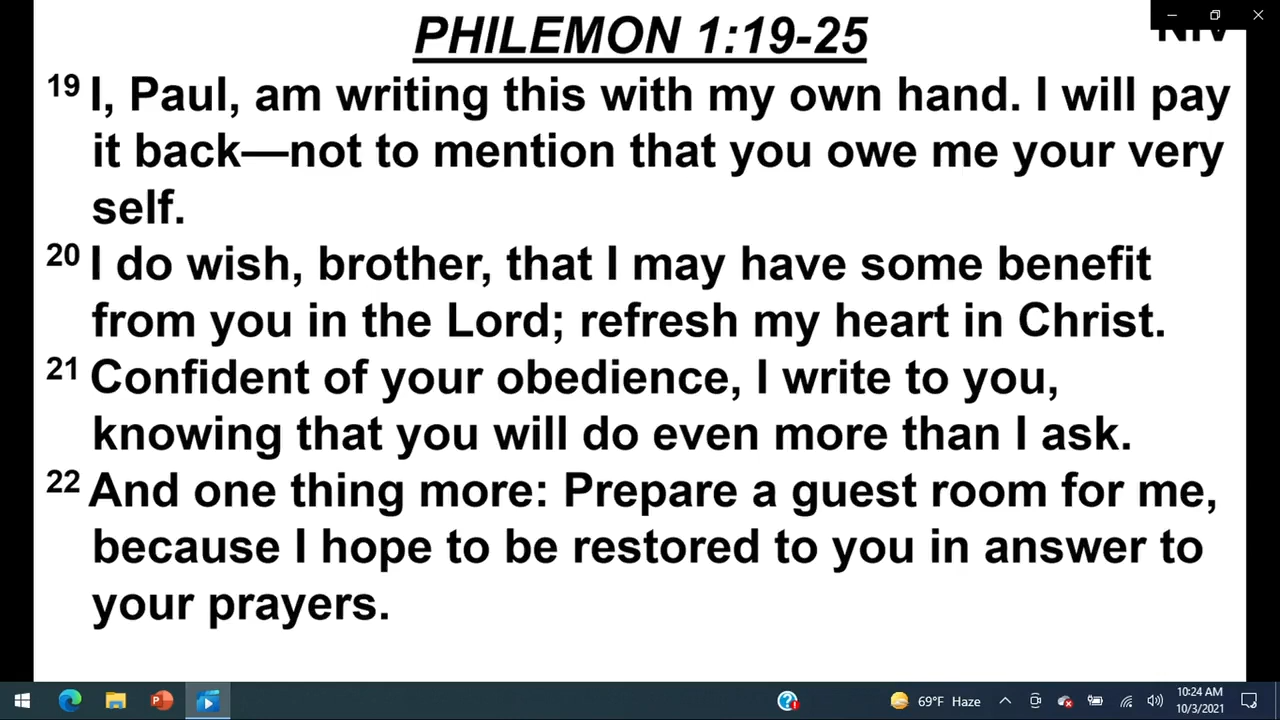 PHILEMON 1:19-25
NIV
19 I, Paul, am writing this with my own hand. I will pay
it back—not to mention that you owe me your very
self.
20 I do wish, brother, that I may have some benefit
from you in the Lord; refresh my heart in Christ.
21 Confident of your obedience, I write to you,
knowing that you will do even more than I ask.
22 And one thing more: Prepare a guest room for me,
because I hope to be restored to you in answer to
your prayers.
69°F Haze
10:24 AM
10/3/2021